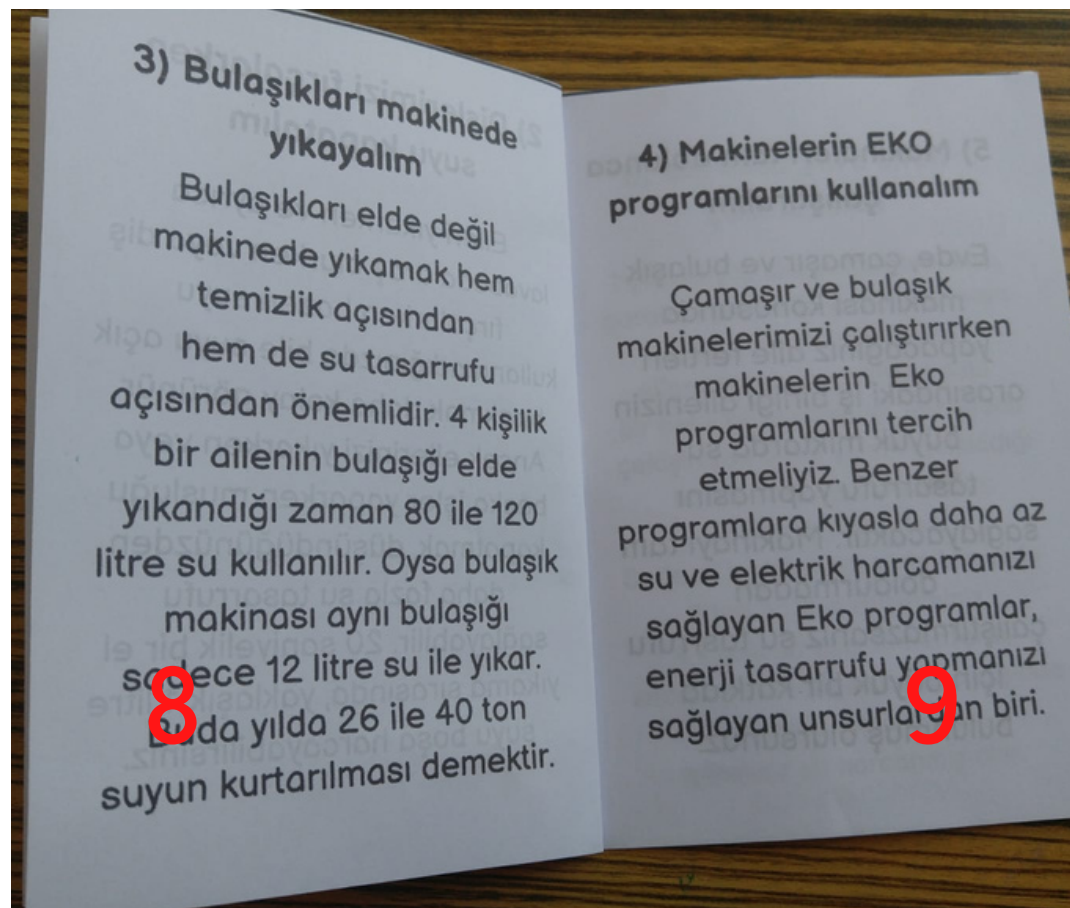 3) Bulaşıkları makinede
yıkayalım
Bulaşıkları elde değil
makinede yıkamak hem
temizlik açısından
hem de su tasarrufu
açısından önemlidir. 4 kişilik
bir ailenin bulaşığı elde
yıkandığı zaman 80 ile 120
litre su kullanılır. Oysa bulaşık
makinası aynı bulaşığı
sadece 12 litre su ile yıkar.
Bu da yılda 26 ile 40 ton
suyun kurtarılması demektir.
8
4) Makinelerin EKO
programlarını kullanalım
Çamaşır ve bulaşık
makinelerimizi çalıştırırken
makinelerin Eko
programlarını tercih
etmeliyiz. Benzer
programlara kıyasla daha az
su ve elektrik harcamanızı
sağlayan Eko programlar,
enerji tasarrufu yapmanızı
sağlayan unsurlardan biri.
9